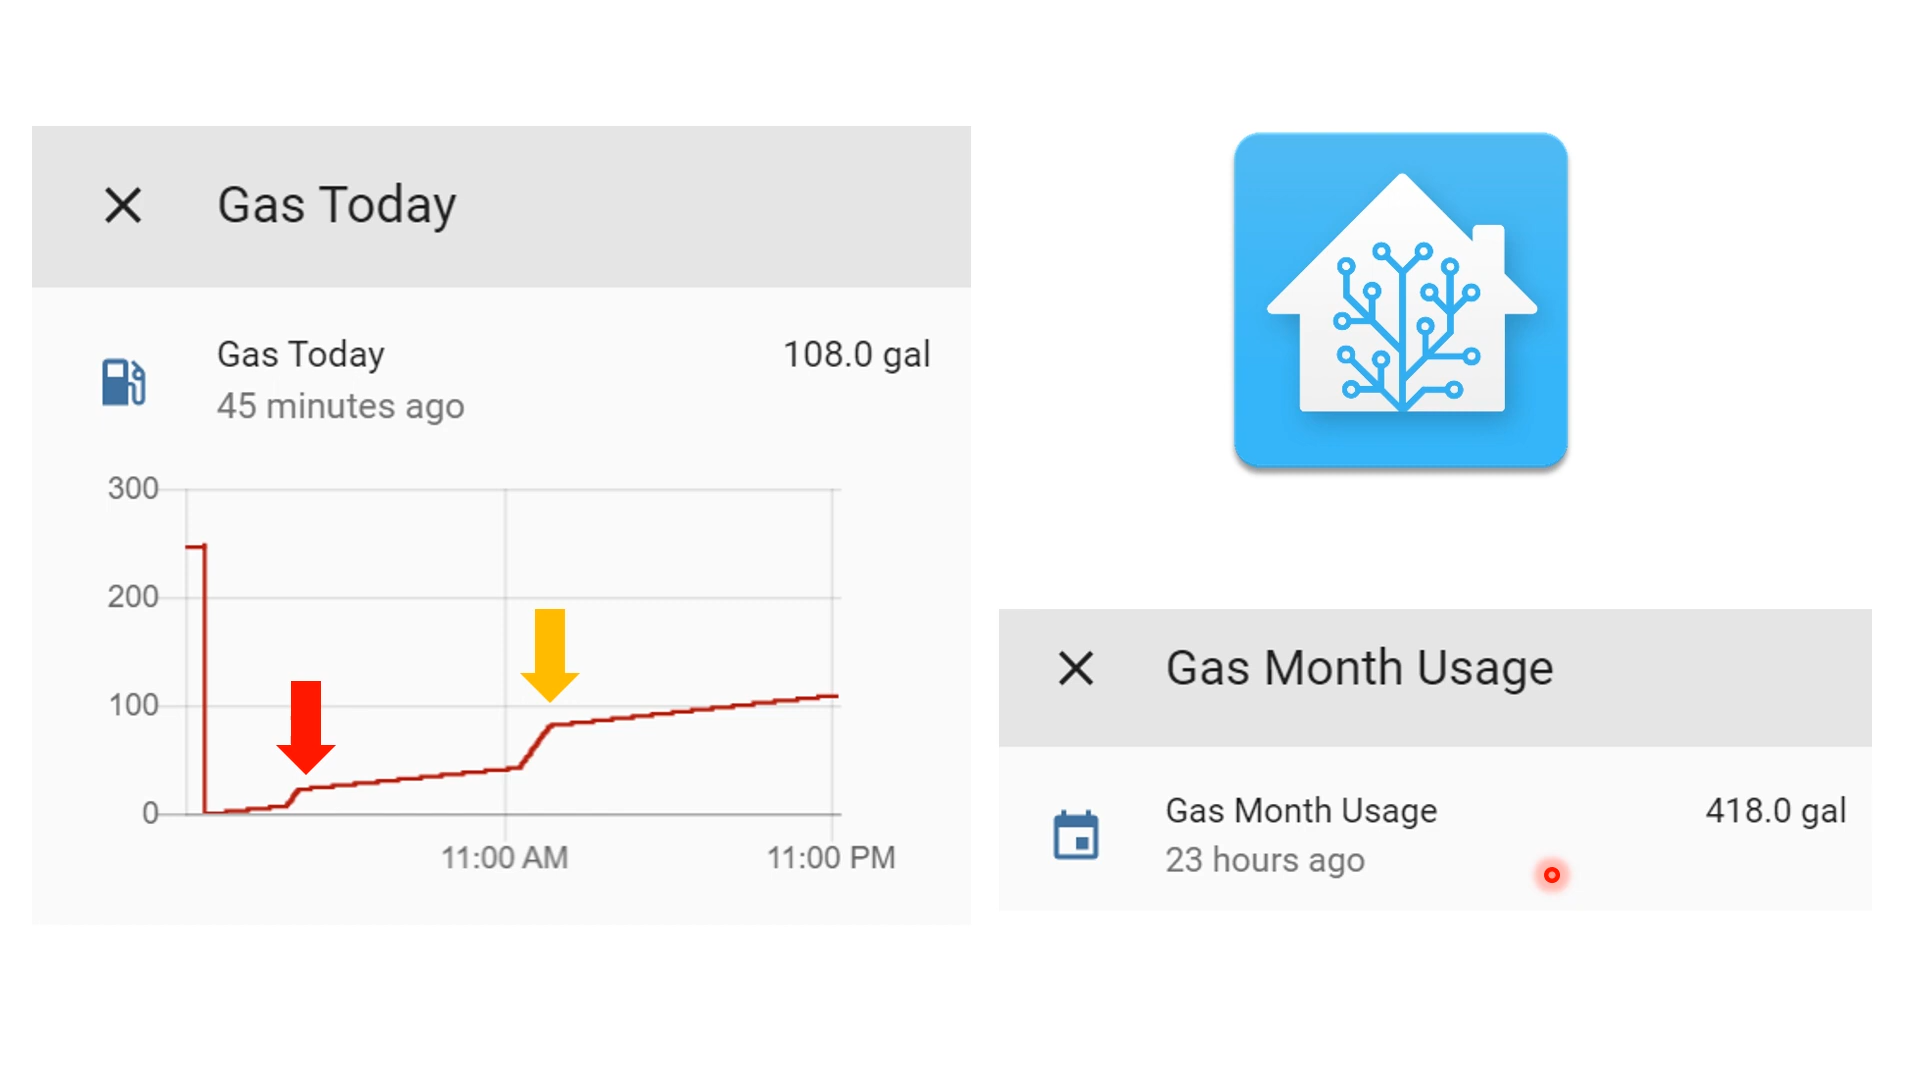 Gas Today
Gas Today
108.0 gal
45 minutes ago
300
200
100
0
11:00 AM
11:00 PM
Gas Month Usage
Gas Month Usage
418.0 gal
23 hours ago